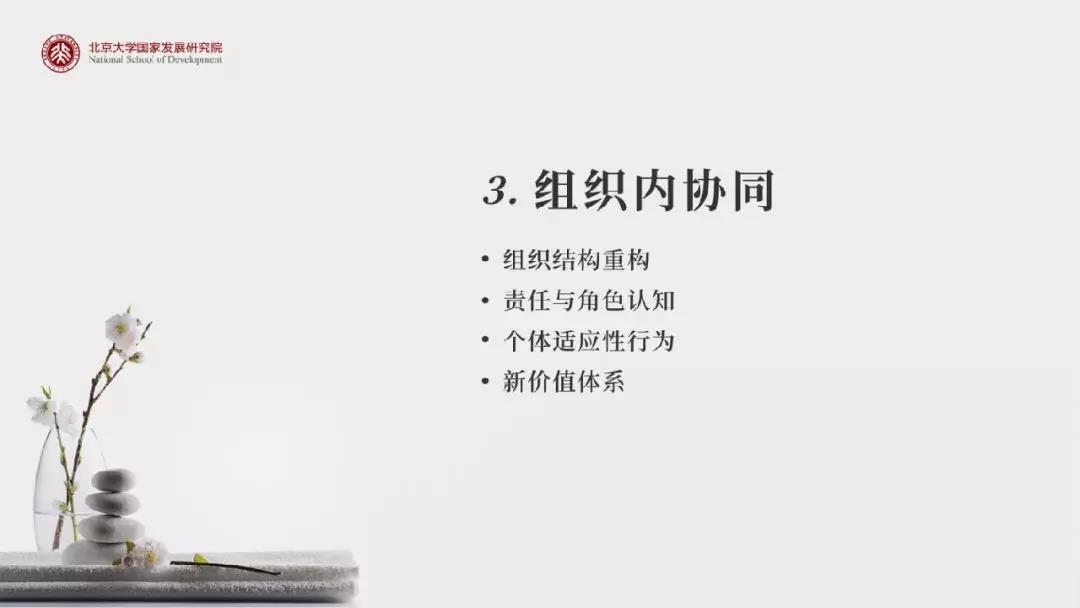 北京大学国家发展研究院
National School of Development
3. 组织内协同
• 组织结构重构
• 责任与角色认知
• 个体适应性行为
• 新价值体系